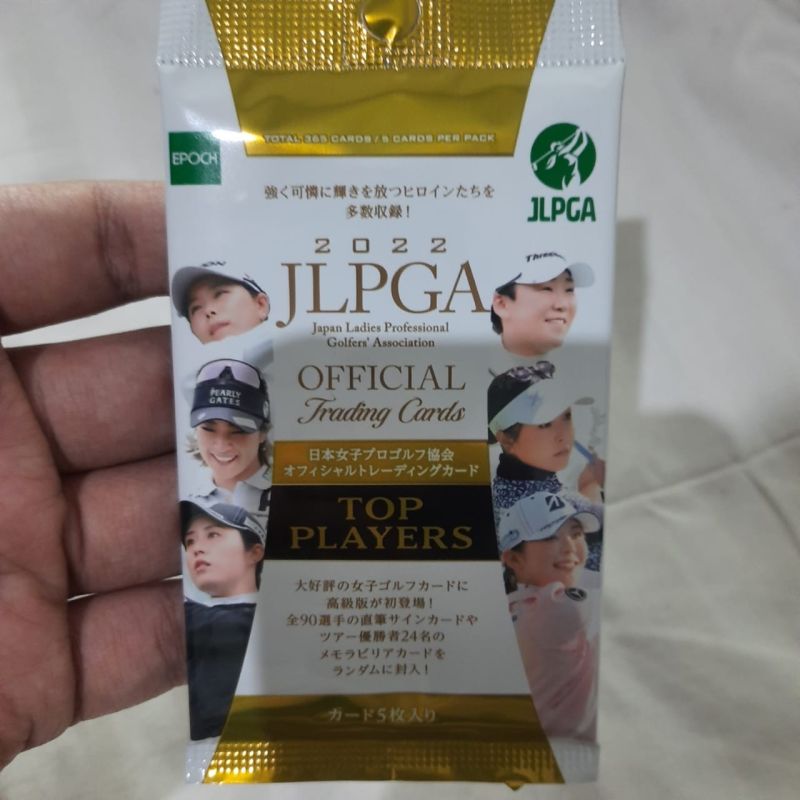 TOTAL 365 CARDS / 5 CARDS PER PACK
EPOCH
JLPGA
強く可憐に輝きを放つヒロインたちを
多数収録！
2022
JLPGA
Japan Ladies Professional
Golfers' Association
OFFICIAL
Trading Cards
PEARLY
GATES
日本女子プロゴルフ協会
オフィシャルトレーディングカード
TOP
PLAYERS
大好評の女子ゴルフカードに
高級版が初登場！
全90選手の直筆サインカードや
ツアー優勝者24名の
メモラビリアカードを
ランダムに封入！
カード5枚入り